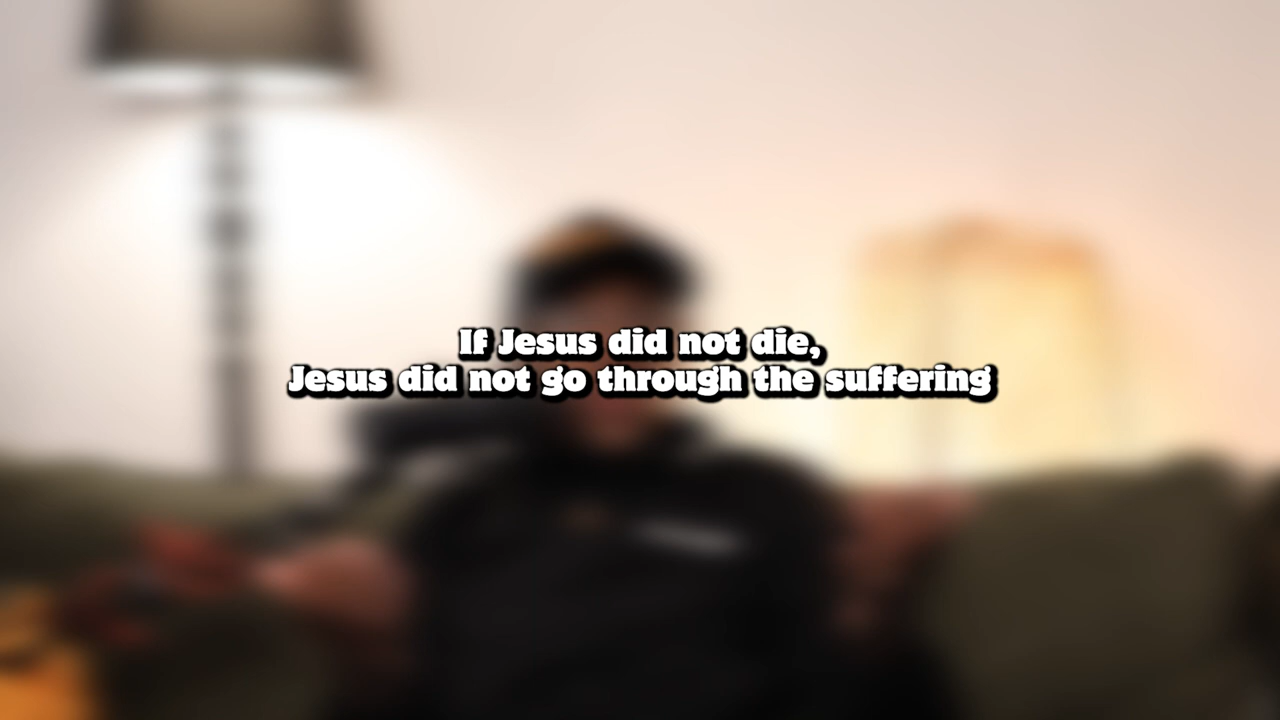 If Jesus did not die,
Jesus did not go through the suffering